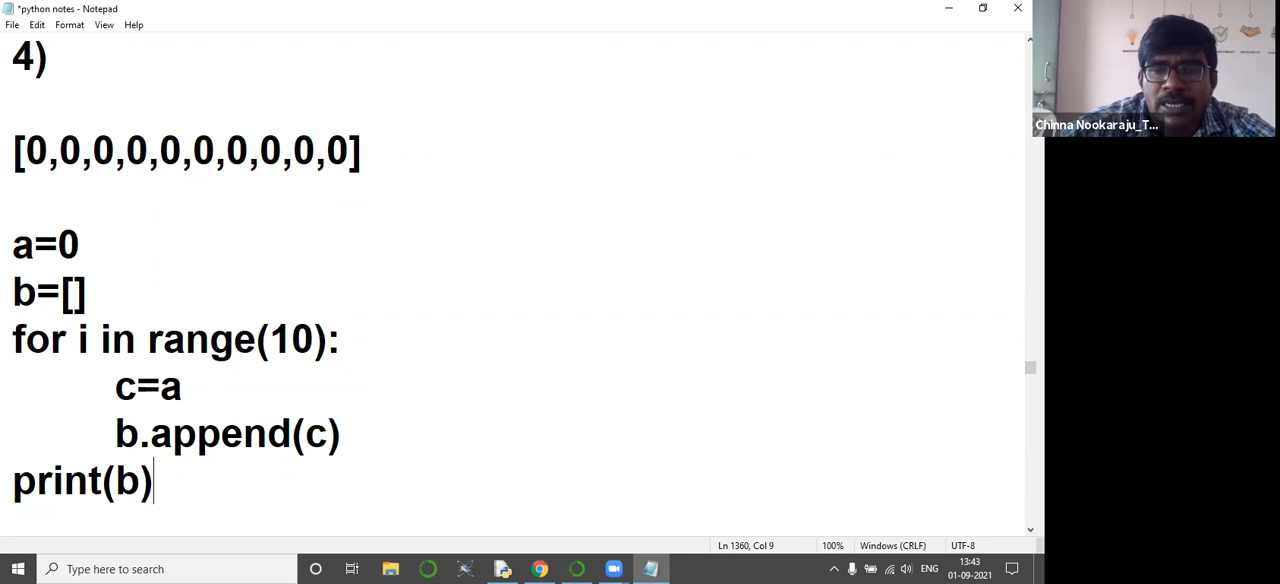 *python notes - Notepad
File Edit Format View Help
4)
[0,0,0,0,0,0,0,0,0,0]
a=0
b=[]
for i in range(10):
c=a
b.append(c)
print(b)
Chinna Nookaraju_T...
Ln 1360, Col 9 100% Windows (CRLF) UTF-8
Type here to search
ENG
13:43
01-09-2021